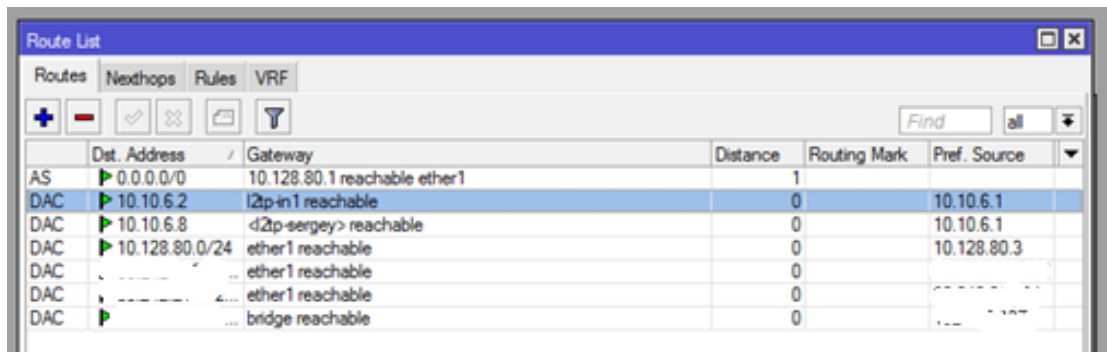 Route List
Routes Nexthops Rules VRF
Find all
Dst. Address / Gateway Distance Routing Mark Pref. Source
AS 0.0.0.0/0 10.128.80.1 reachable ether1 1
DAC 10.10.6.2 l2tp-in1 reachable 0 10.10.6.1
DAC 10.10.6.8 <l2tp-sergey> reachable 0 10.10.6.1
DAC 10.128.80.0/24 ether1 reachable 0 10.128.80.3
DAC ... ether1 reachable 0
DAC ... ether1 reachable 0
DAC ... bridge reachable 0